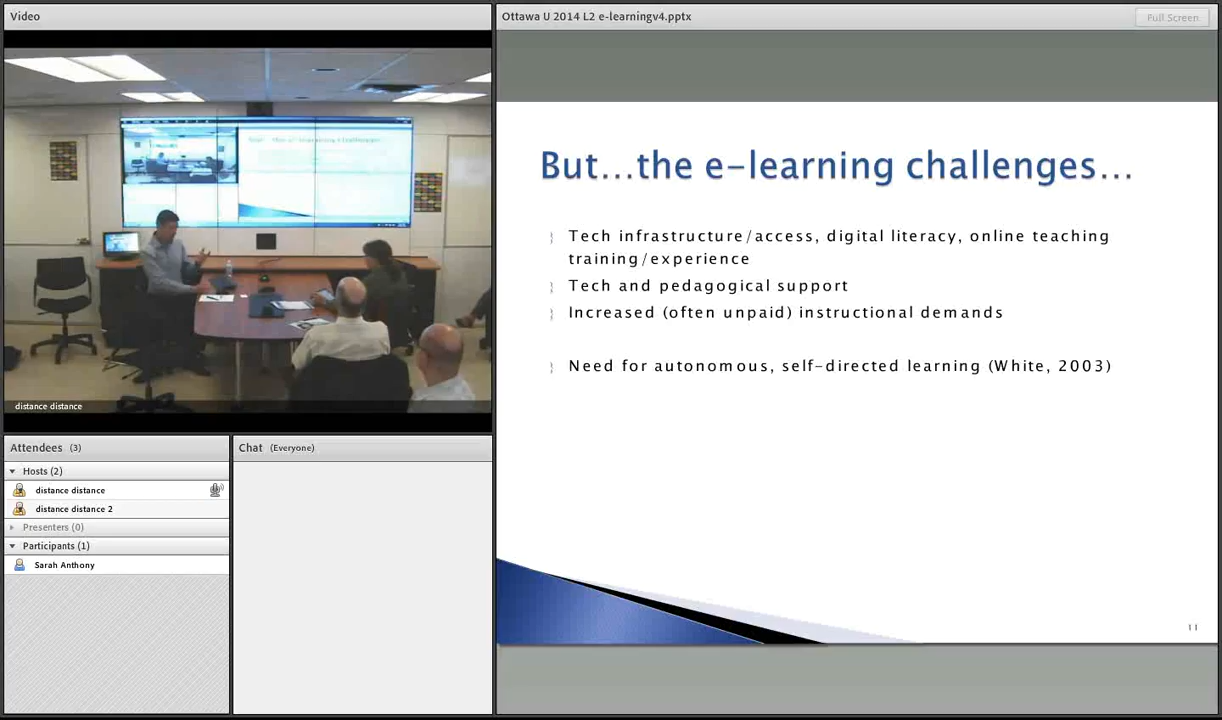 Video
distance distance
Attendees (3)
Hosts (2)
distance distance
distance distance 2
Presenters (0)
Participants (1)
Sarah Anthony
Chat (Everyone)
Ottawa U 2014 L2 e-learningv4.pptx
Full Screen
But...the e-learning challenges...
Tech infrastructure/access, digital literacy, online teaching
training/experience
Tech and pedagogical support
Increased (often unpaid) instructional demands
Need for autonomous, self-directed learning (White, 2003)
11